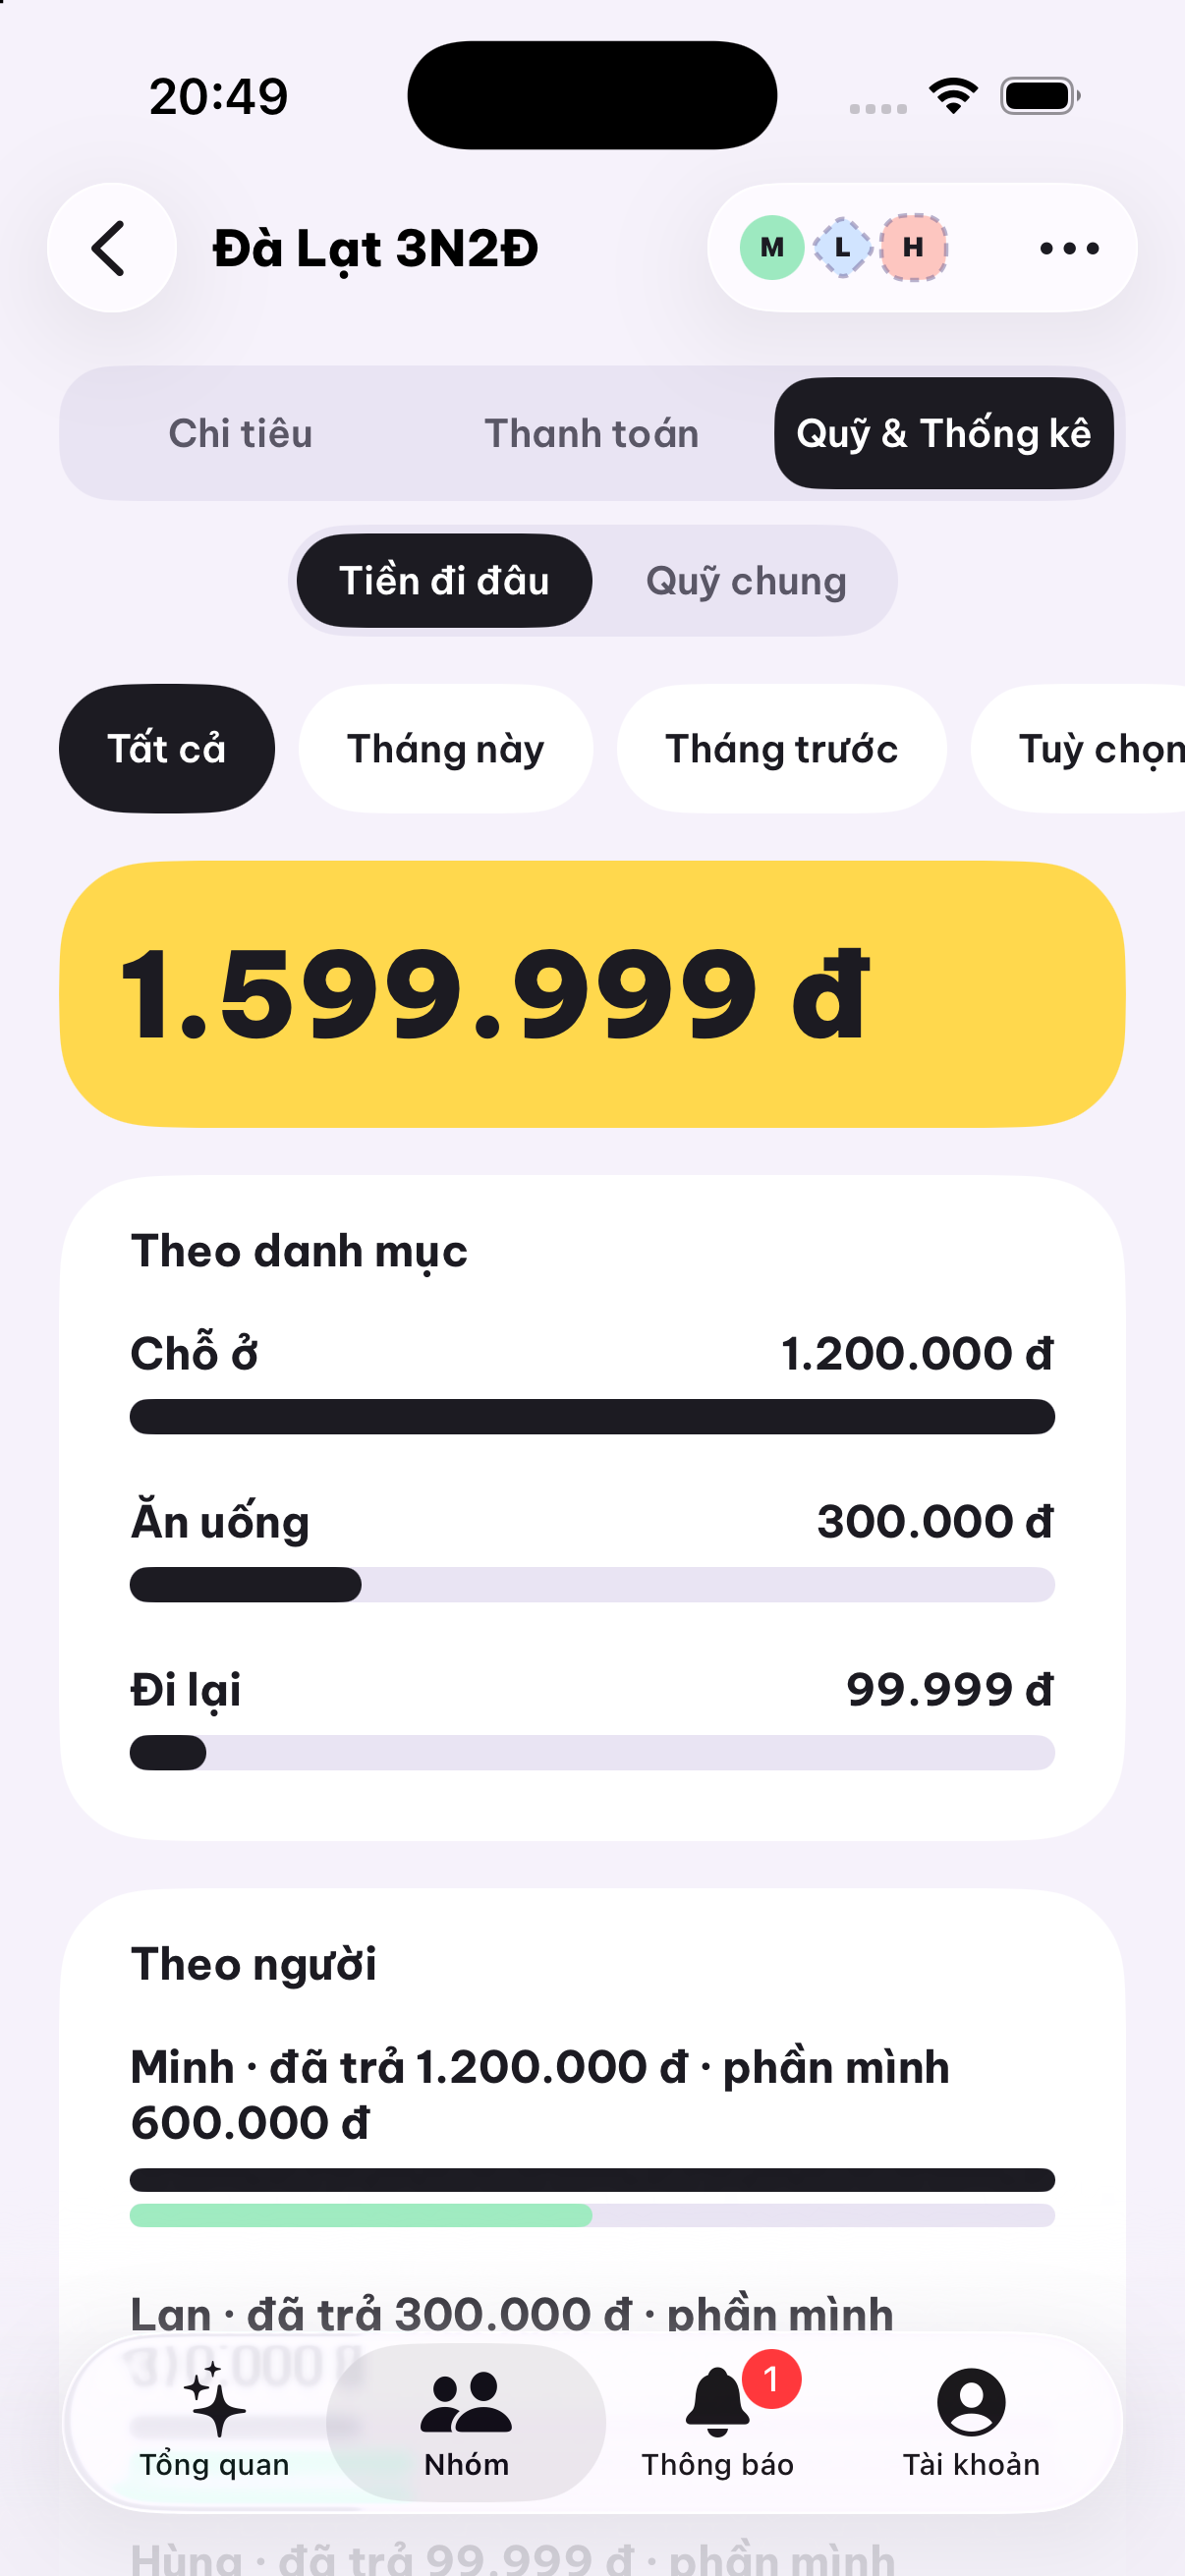 20:49
Đà Lạt 3N2Đ
M L H
Chi tiêu Thanh toán Quỹ & Thống kê
Tiền đi đâu Quỹ chung
Tất cả Tháng này Tháng trước Tuỳ chọn
1.599.999 đ
Theo danh mục
Chỗ ở 1.200.000 đ
Ăn uống 300.000 đ
Đi lại 99.999 đ
Theo người
Minh · đã trả 1.200.000 đ · phần mình
600.000 đ
Lan · đã trả 300.000 đ · phần mình
1
Tổng quan Nhóm Thông báo Tài khoản
Hùng · đã trả 99.999 đ · phần mình